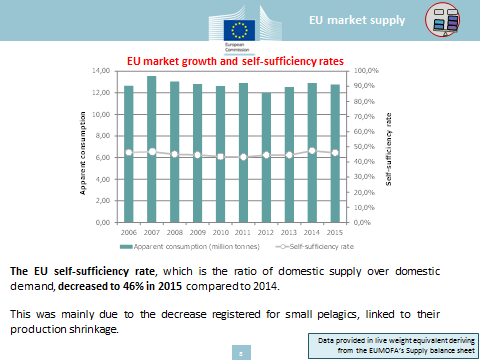 EU market supply
European
Commission
EU market growth and self-sufficiency rates
14,00
12,00
10,00
8,00
6,00
4,00
2,00
0,00
Apparent consumption
100,0%
90,0%
80,0%
70,0%
60,0%
50,0%
40,0%
30,0%
20,0%
10,0%
0,0%
Self-sufficiency rate
2006 2007 2008 2009 2010 2011 2012 2013 2014 2015
Apparent consumption (million tonnes) Self-sufficiency rate
The EU self-sufficiency rate, which is the ratio of domestic supply over domestic
demand, decreased to 46% in 2015 compared to 2014.
This was mainly due to the decrease registered for small pelagics, linked to their
production shrinkage.
Data provided in live weight equivalent deriving
from the EUMOFA's Supply balance sheet